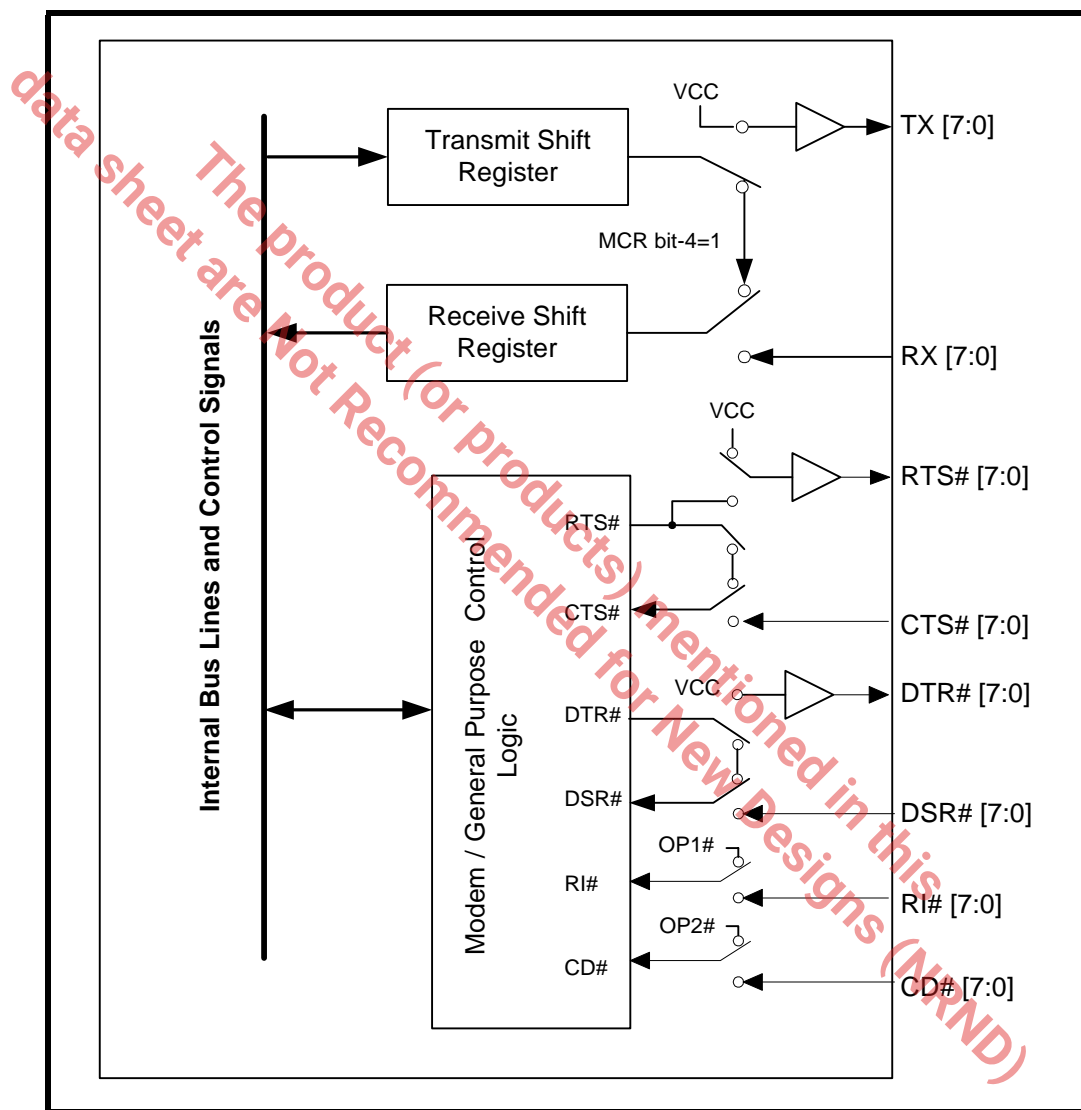 VCC
TX [7:0]
Transmit Shift
Register
MCR bit-4=1
Receive Shift
Register
RX [7:0]
Internal Bus Lines and Control Signals
VCC
RTS# [7:0]
RTS#
CTS#
CTS# [7:0]
Modem / General Purpose Control
Logic
VCC
DTR# [7:0]
DTR#
DSR#
DSR# [7:0]
OP1#
RI#
RI# [7:0]
OP2#
CD#
CD# [7:0]
The product (or products) mentioned in this
data sheet are Not Recommended for New Designs (NRND)